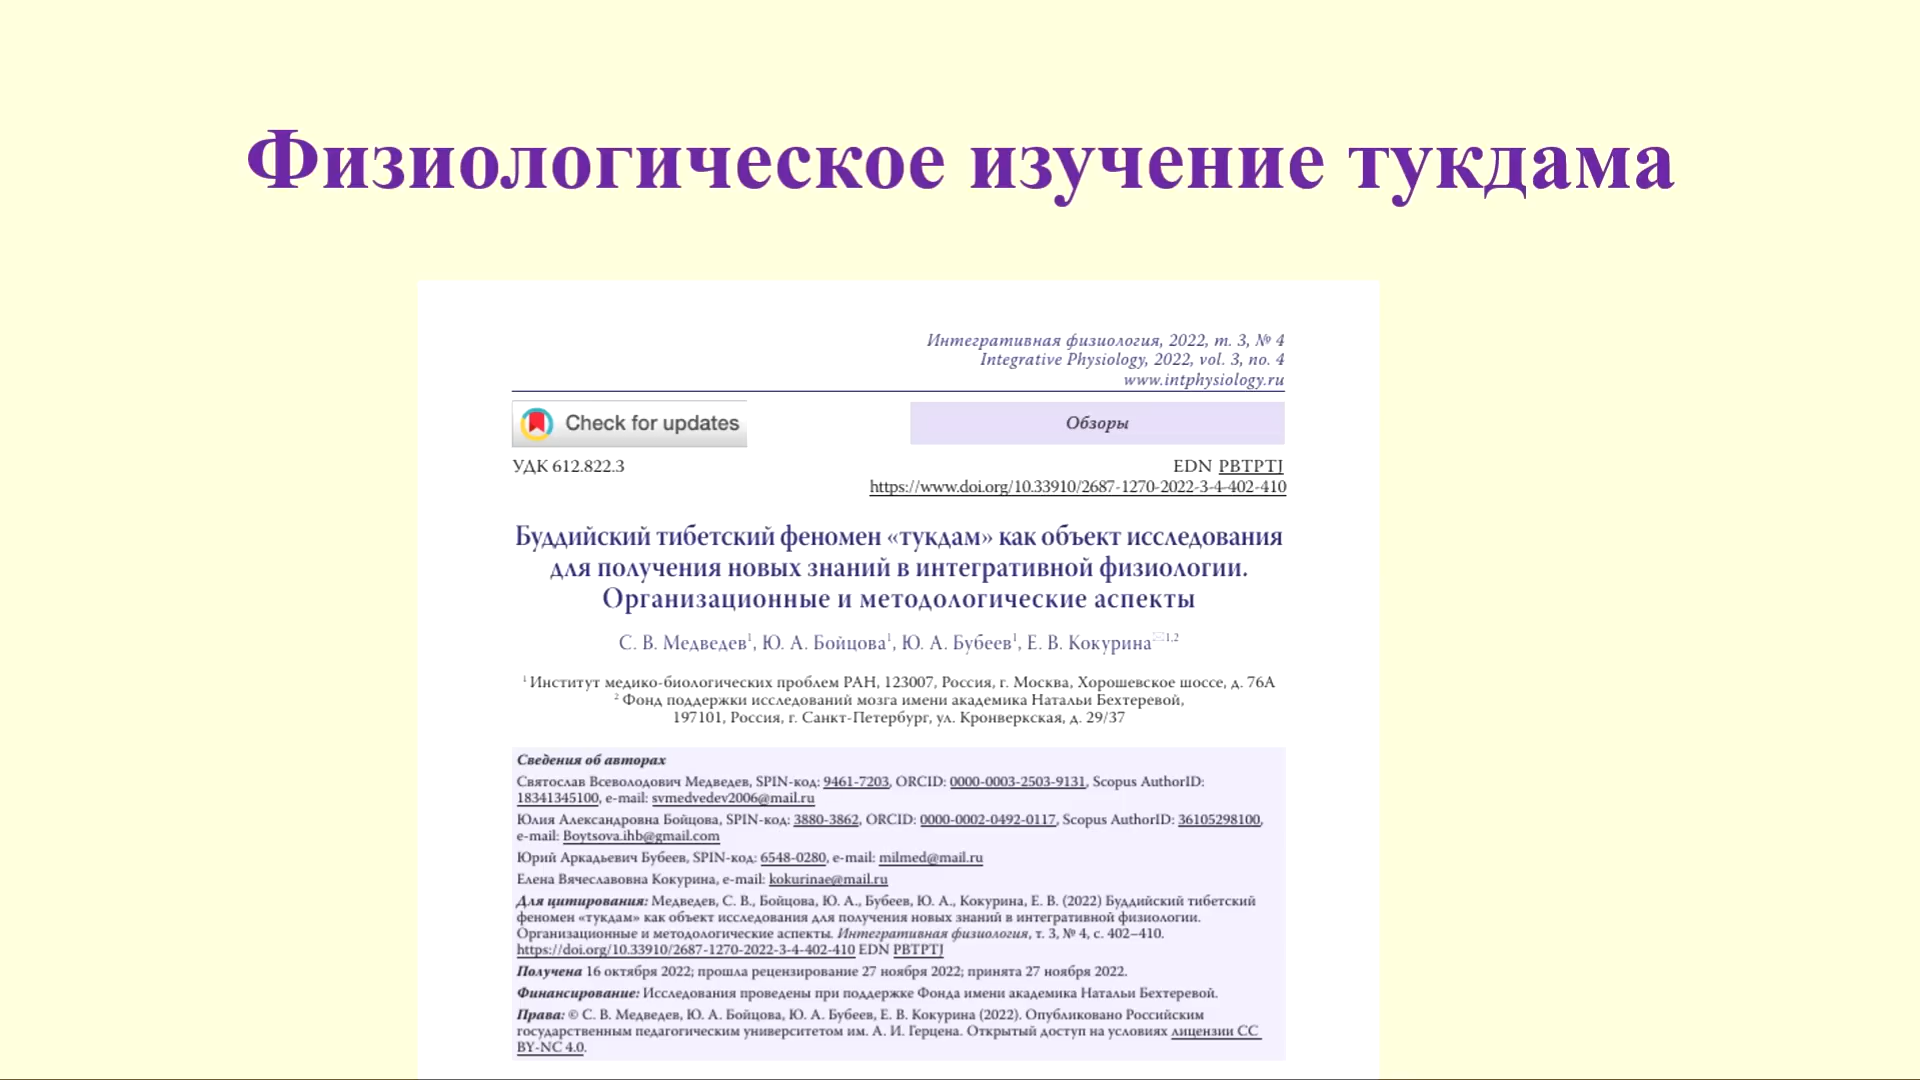 Физиологическое изучение тукдама
Интегративная физиология, 2022, т. 3, № 4
Integrative Physiology, 2022, vol. 3, no. 4
www.intphysiology.ru
Check for updates
Обзоры
УДК 612.822.3
EDN PBTPTJ
https://www.doi.org/10.33910/2687-1270-2022-3-4-402-410
Буддийский тибетский феномен «тукдам» как объект исследования
для получения новых знаний в интегративной физиологии.
Организационные и методологические аспекты
С. В. Медведев¹, Ю. А. Бойцова¹, Ю. А. Бубеев¹, Е. В. Кокурина✉1,2
¹ Институт медико-биологических проблем РАН, 123007, Россия, г. Москва, Хорошевское шоссе, д. 76А
² Фонд поддержки исследований мозга имени академика Натальи Бехтеревой,
197101, Россия, г. Санкт-Петербург, ул. Кронверкская, д. 29/37
Сведения об авторах
Святослав Всеволодович Медведев, SPIN-код: 9461-7203, ORCID: 0000-0003-2503-9131, Scopus AuthorID:
18341345100, e-mail: svmedvedev2006@mail.ru
Юлия Александровна Бойцова, SPIN-код: 3880-3862, ORCID: 0000-0002-0492-0117, Scopus AuthorID: 36105298100,
e-mail: Boytsova.ihb@gmail.com
Юрий Аркадьевич Бубеев, SPIN-код: 6548-0280, e-mail: milmed@mail.ru
Елена Вячеславовна Кокурина, e-mail: kokurinae@mail.ru
Для цитирования: Медведев, С. В., Бойцова, Ю. А., Бубеев, Ю. А., Кокурина, Е. В. (2022) Буддийский тибетский
феномен «тукдам» как объект исследования для получения новых знаний в интегративной физиологии.
Организационные и методологические аспекты. Интегративная физиология, т. 3, № 4, с. 402–410.
https://doi.org/10.33910/2687-1270-2022-3-4-402-410 EDN PBTPTJ
Получена 16 октября 2022; прошла рецензирование 27 ноября 2022; принята 27 ноября 2022.
Финансирование: Исследования проведены при поддержке Фонда имени академика Натальи Бехтеревой.
Права: © С. В. Медведев, Ю. А. Бойцова, Ю. А. Бубеев, Е. В. Кокурина (2022). Опубликовано Российским
государственным педагогическим университетом им. А. И. Герцена. Открытый доступ на условиях лицензии CC
BY-NC 4.0.